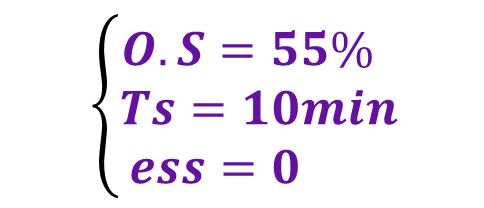 O.S = 55%
Ts = 10min
ess = 0